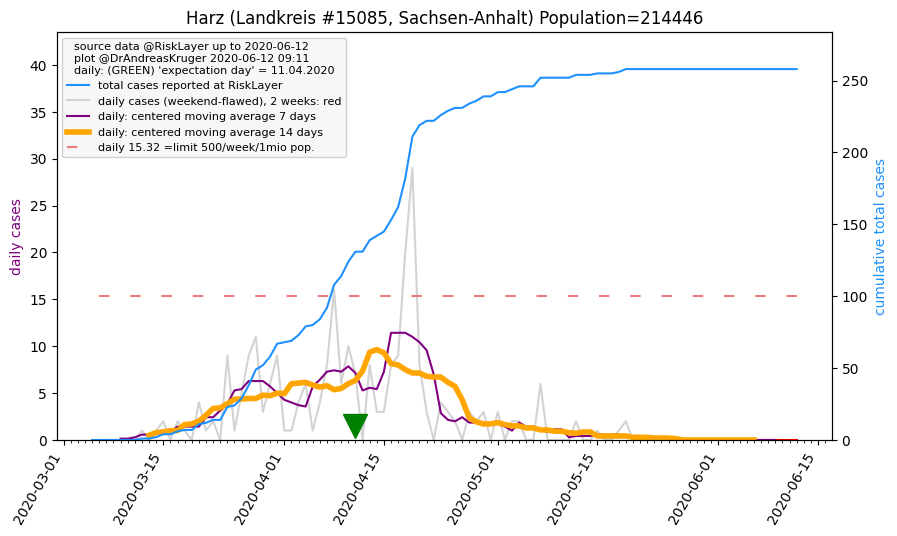 Harz (Landkreis #15085, Sachsen-Anhalt) Population=214446
source data @RiskLayer up to 2020-06-12
plot @DrAndreasKruger 2020-06-12 09:11
daily: (GREEN) 'expectation day' = 11.04.2020
total cases reported at RiskLayer
daily cases (weekend-flawed), 2 weeks: red
daily: centered moving average 7 days
daily: centered moving average 14 days
daily 15.32 =limit 500/week/1mio pop.
daily cases
40
35
30
25
20
15
10
5
0
cumulative total cases
250
200
150
100
50
0
2020-03-01
2020-03-15
2020-04-01
2020-04-15
2020-05-01
2020-05-15
2020-06-01
2020-06-15